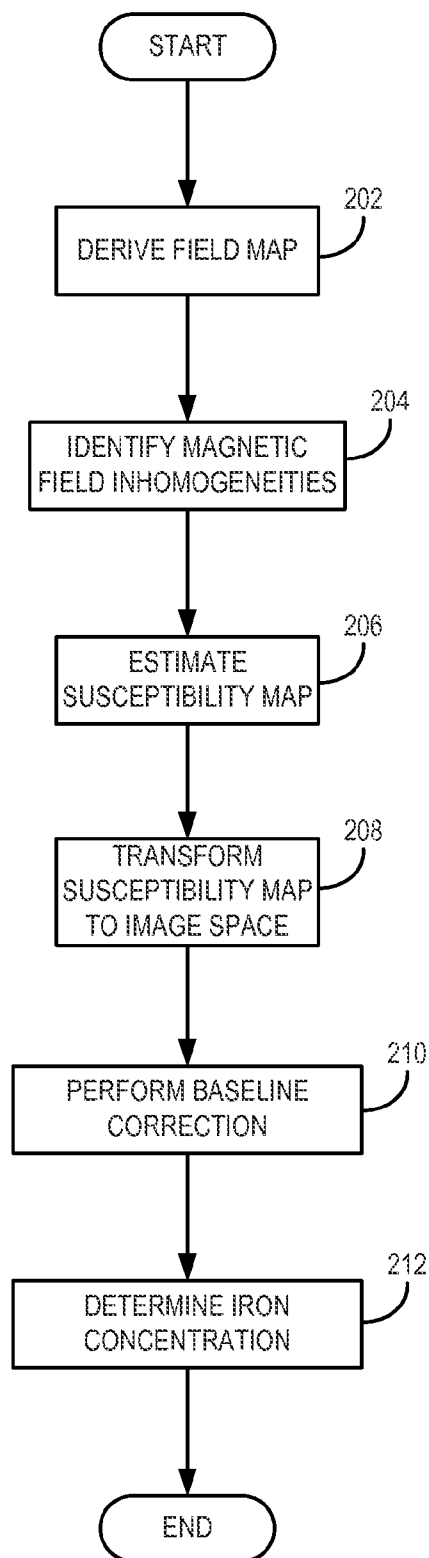 START
202
DERIVE FIELD MAP
204
IDENTIFY MAGNETIC
FIELD INHOMOGENEITIES
206
ESTIMATE
SUSCEPTIBILITY MAP
208
TRANSFORM
SUSCEPTIBILITY MAP
TO IMAGE SPACE
210
PERFORM BASELINE
CORRECTION
212
DETERMINE IRON
CONCENTRATION
END